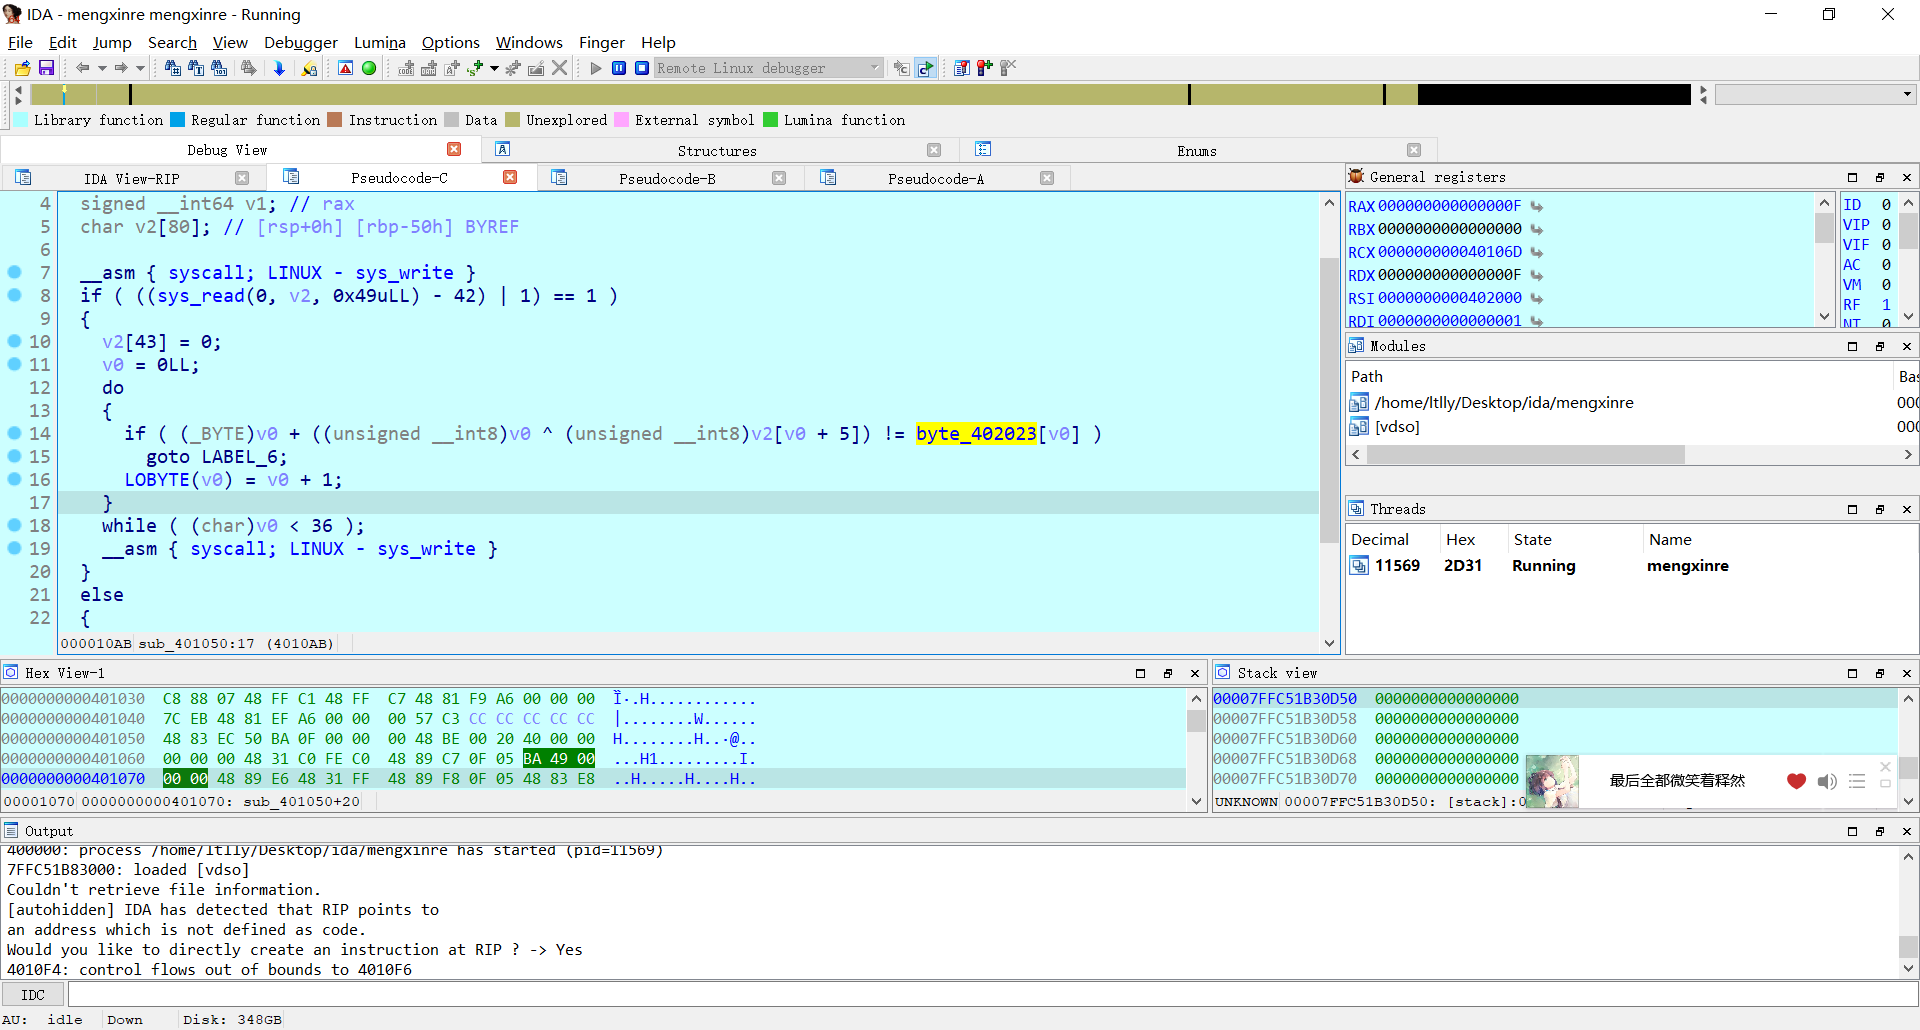 IDA - mengxinre mengxinre - Running
File Edit Jump Search View Debugger Lumina Options Windows Finger Help
Remote Linux debugger
Library function Regular function Instruction Data Unexplored External symbol Lumina function
Debug View Structures Enums
IDA View-RIP Pseudocode-C Pseudocode-B Pseudocode-A
4 signed __int64 v1; // rax
5 char v2[80]; // [rsp+0h] [rbp-50h] BYREF
6
7 __asm { syscall; LINUX - sys_write }
8 if ( ((sys_read(0, v2, 0x49uLL) - 42) | 1) == 1 )
9 {
10 v2[43] = 0;
11 v0 = 0LL;
12 do
13 {
14 if ( (_BYTE)v0 + ((unsigned __int8)v0 ^ (unsigned __int8)v2[v0 + 5]) != byte_402023[v0] )
15 goto LABEL_6;
16 LOBYTE(v0) = v0 + 1;
17 }
18 while ( (char)v0 < 36 );
19 __asm { syscall; LINUX - sys_write }
20 }
21 else
22 {
000010AB sub_401050:17 (4010AB)
General registers
RAX 000000000000000F
RBX 0000000000000000
RCX 000000000040106D
RDX 000000000000000F
RSI 0000000000402000
RDI 0000000000000001
ID 0
VIP 0
VIF 0
AC 0
VM 0
RF 1
NT 0
Modules
Path Bas
/home/ltlly/Desktop/ida/mengxinre 000
[vdso] 000
Threads
Decimal Hex State Name
11569 2D31 Running mengxinre
Hex View-1
0000000000401030 C8 88 07 48 FF C1 48 FF C7 48 81 F9 A6 00 00 00 Ï·.H............
0000000000401040 7C EB 48 81 EF A6 00 00 00 57 C3 CC CC CC CC CC |........W......
0000000000401050 48 83 EC 50 BA 0F 00 00 00 48 BE 00 20 40 00 00 H........H..·@..
0000000000401060 00 00 00 48 31 C0 FE C0 48 89 C7 0F 05 BA 49 00 ...H1.........I.
0000000000401070 00 00 48 89 E6 48 31 FF 48 89 F8 0F 05 48 83 E8 ..H.....H....H..
00001070 0000000000401070: sub_401050+20
Stack view
00007FFC51B30D50 0000000000000000
00007FFC51B30D58 0000000000000000
00007FFC51B30D60 0000000000000000
00007FFC51B30D68 0000000000000000
00007FFC51B30D70 0000000000000000
UNKNOWN 00007FFC51B30D50: [stack]:0
最后全都微笑着释然
Output
400000: process /home/ltlly/Desktop/ida/mengxinre has started (pid=11569)
7FFC51B83000: loaded [vdso]
Couldn't retrieve file information.
[autohidden] IDA has detected that RIP points to
an address which is not defined as code.
Would you like to directly create an instruction at RIP ? -> Yes
4010F4: control flows out of bounds to 4010F6
IDC
AU: idle Down Disk: 348GB